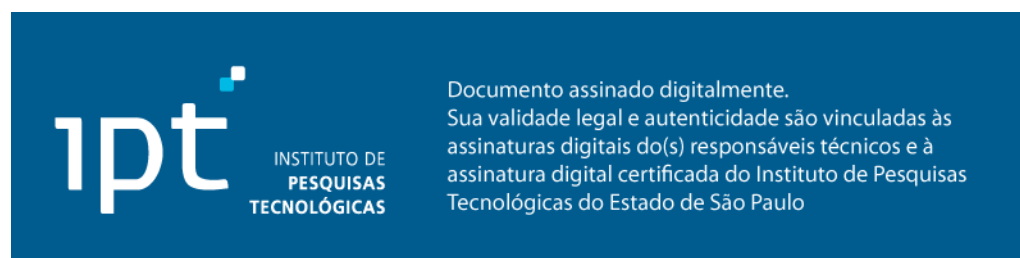 ipt
INSTITUTO DE
PESQUISAS
TECNOLÓGICAS
Documento assinado digitalmente.
Sua validade legal e autenticidade são vinculadas às
assinaturas digitais do(s) responsáveis técnicos e à
assinatura digital certificada do Instituto de Pesquisas
Tecnológicas do Estado de São Paulo